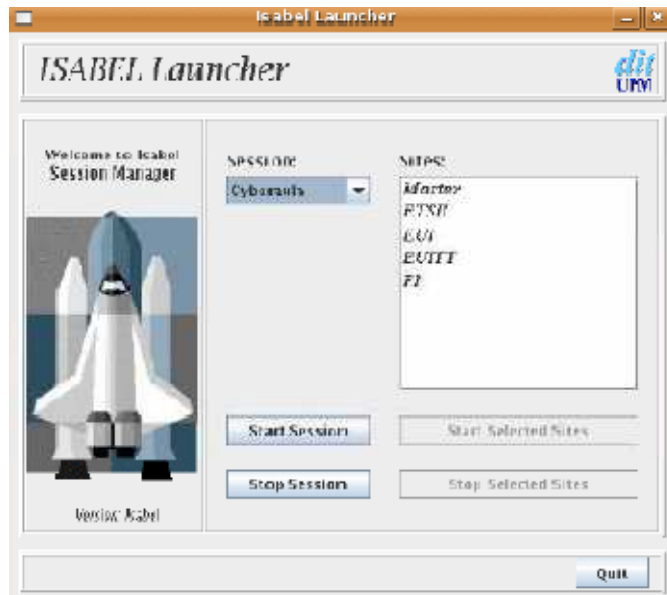 Isabel Launcher
ISABEL Launcher
dit
UPM
Welcome to Isabel
Session Manager
Session:
Sites:
Cyberaula
Master
EUI
EUITT
FI
Start Session
Start Selected Sites
Stop Session
Stop Selected Sites
Version: Isabel
Quit